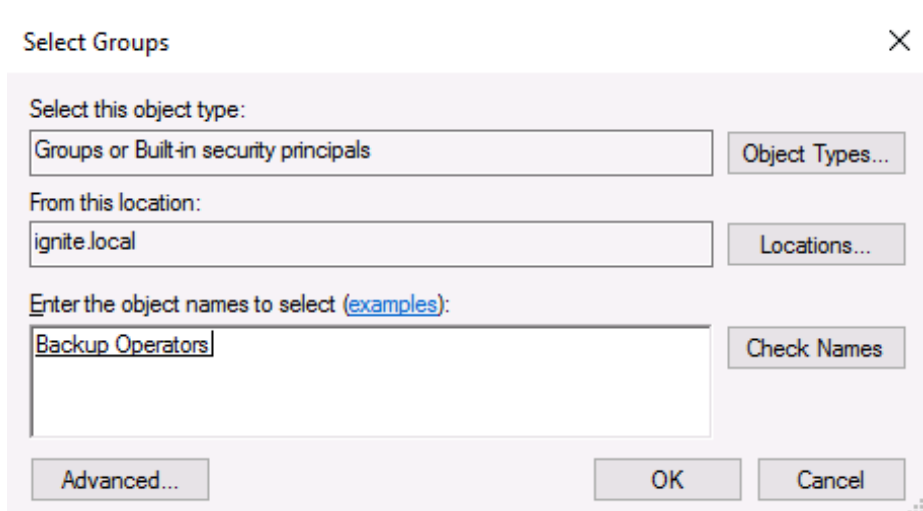 Select Groups
Select this object type:
Groups or Built-in security principals
Object Types...
From this location:
ignite.local
Locations...
Enter the object names to select (examples):
Backup Operators
Check Names
Advanced...
OK
Cancel